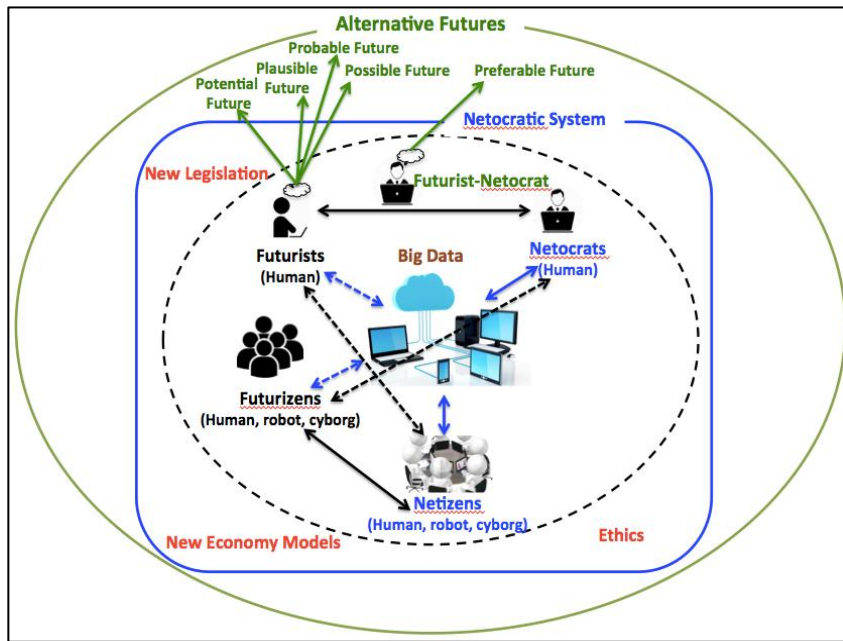 Alternative Futures
Probable Future
Plausible
Future
Possible Future
Preferable Future
Potential
Future
Netocratic System
New Legislation
Futurist-Netocrat
Futurists
(Human)
Big Data
Netocrats
(Human)
Futurizens
(Human, robot, cyborg)
Netizens
(Human, robot, cyborg)
New Economy Models
Ethics